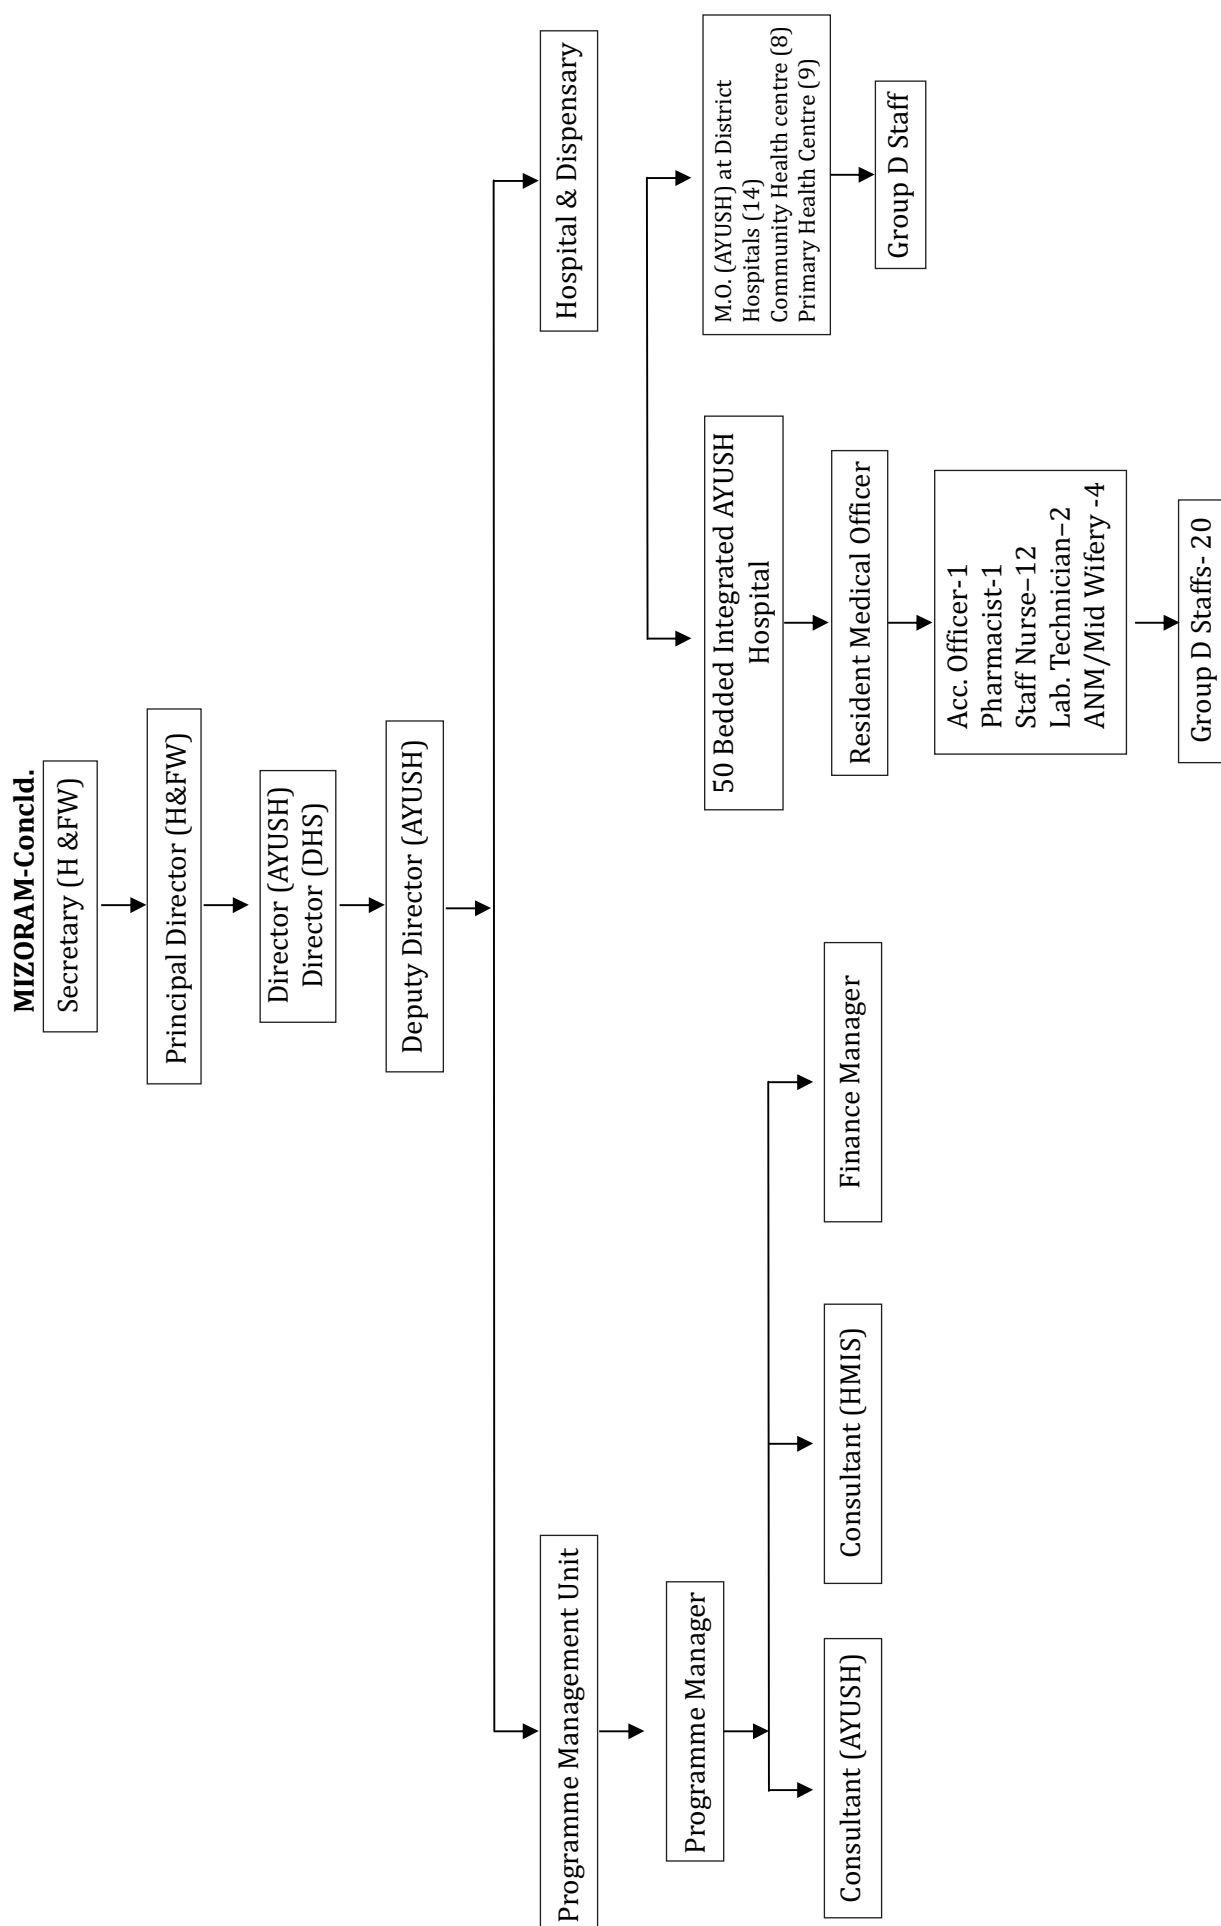 MIZORAM-Concld.
Secretary (H &FW)
Principal Director (H&FW)
Director (AYUSH)
Director (DHS)
Deputy Director (AYUSH)
Programme Management Unit
Hospital & Dispensary
Programme Manager
Consultant (AYUSH)
Consultant (HMIS)
Finance Manager
50 Bedded Integrated AYUSH
Hospital
Resident Medical Officer
Acc. Officer-1
Pharmacist-1
Staff Nurse–12
Lab. Technician–2
ANM/Mid Wifery -4
Group D Staffs- 20
M.O. (AYUSH) at District
Hospitals (14)
Community Health centre (8)
Primary Health Centre (9)
Group D Staff